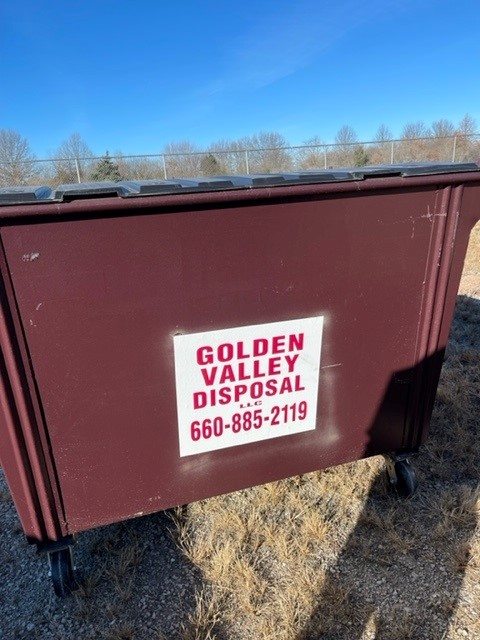 GOLDEN
VALLEY
DISPOSAL
LLC
660-885-2119